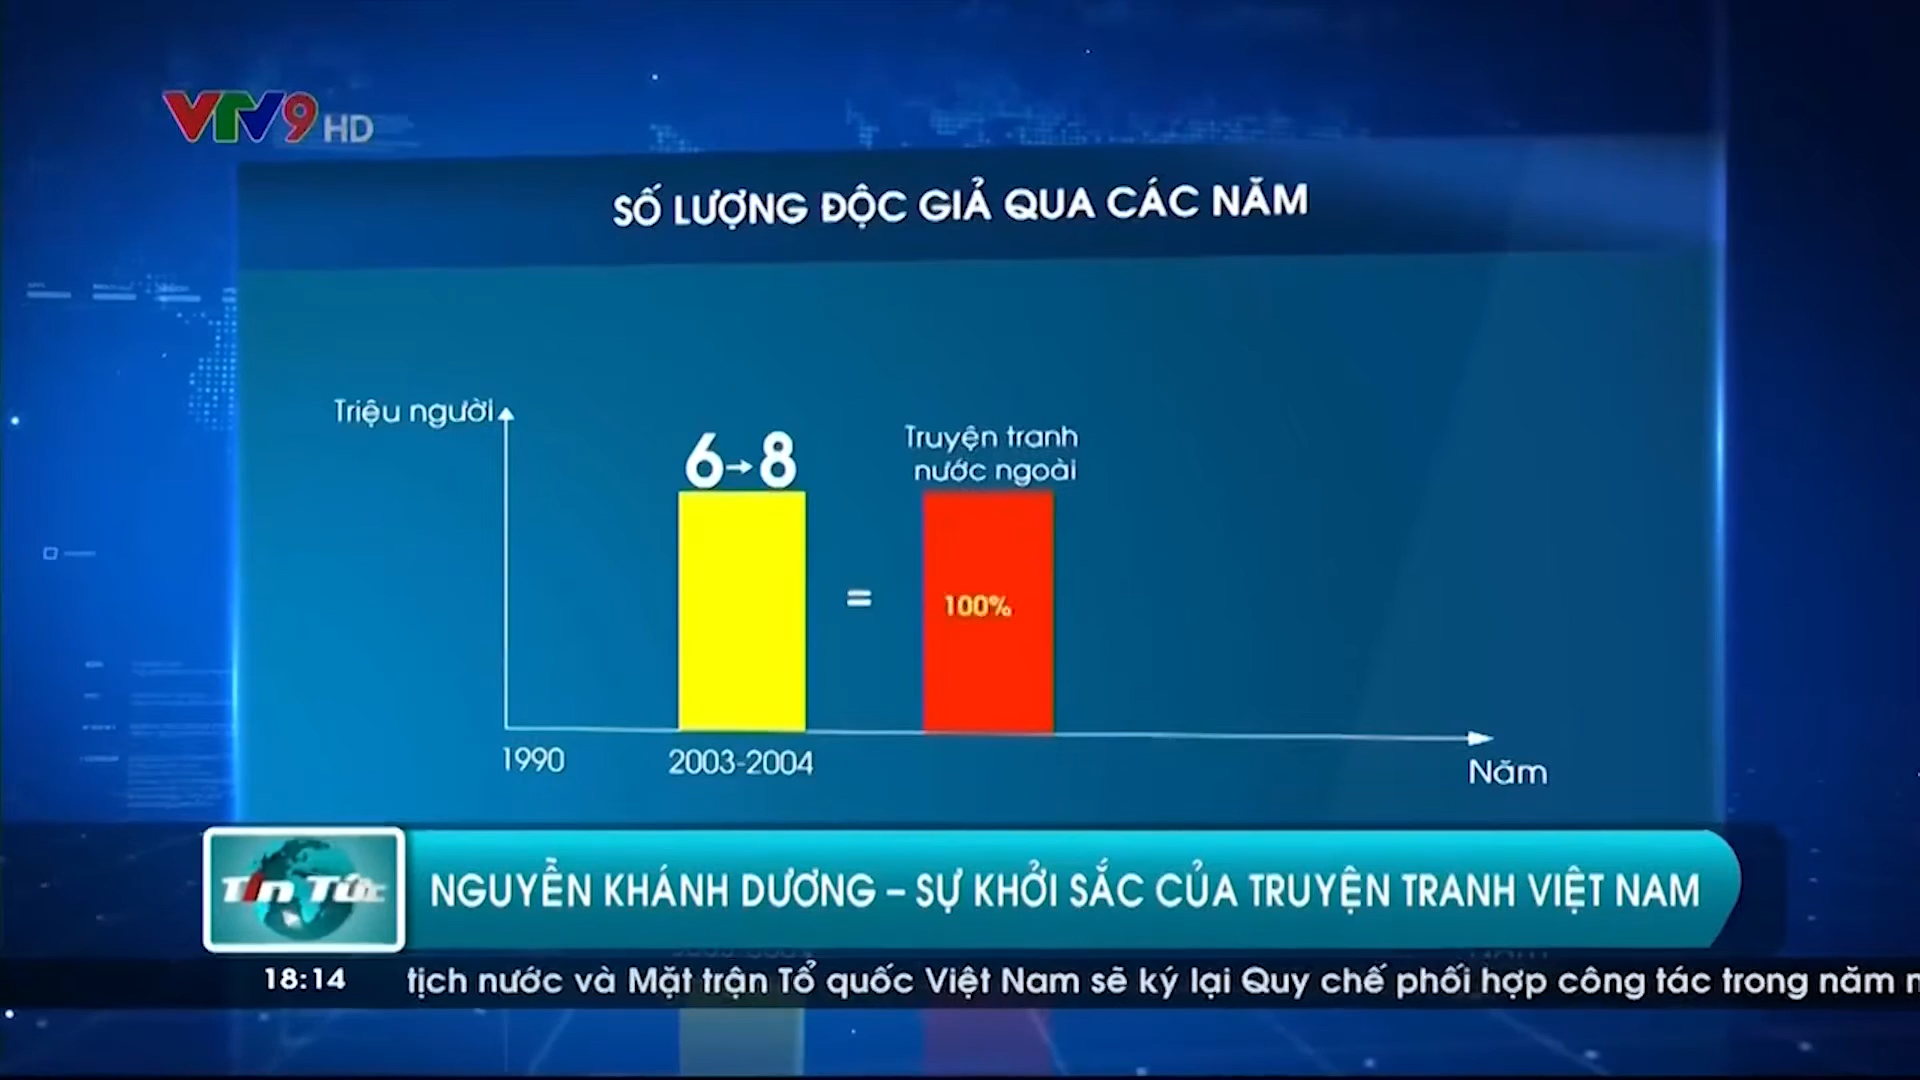 VTV9 HD
SỐ LƯỢNG ĐỘC GIẢ QUA CÁC NĂM
Triệu người
6→8
Truyện tranh
nước ngoài
=
100%
1990
2003-2004
Năm
Tin Tức
NGUYỄN KHÁNH DƯƠNG – SỰ KHỞI SẮC CỦA TRUYỆN TRANH VIỆT NAM
18:14
tịch nước và Mặt trận Tổ quốc Việt Nam sẽ ký lại Quy chế phối hợp công tác trong năm